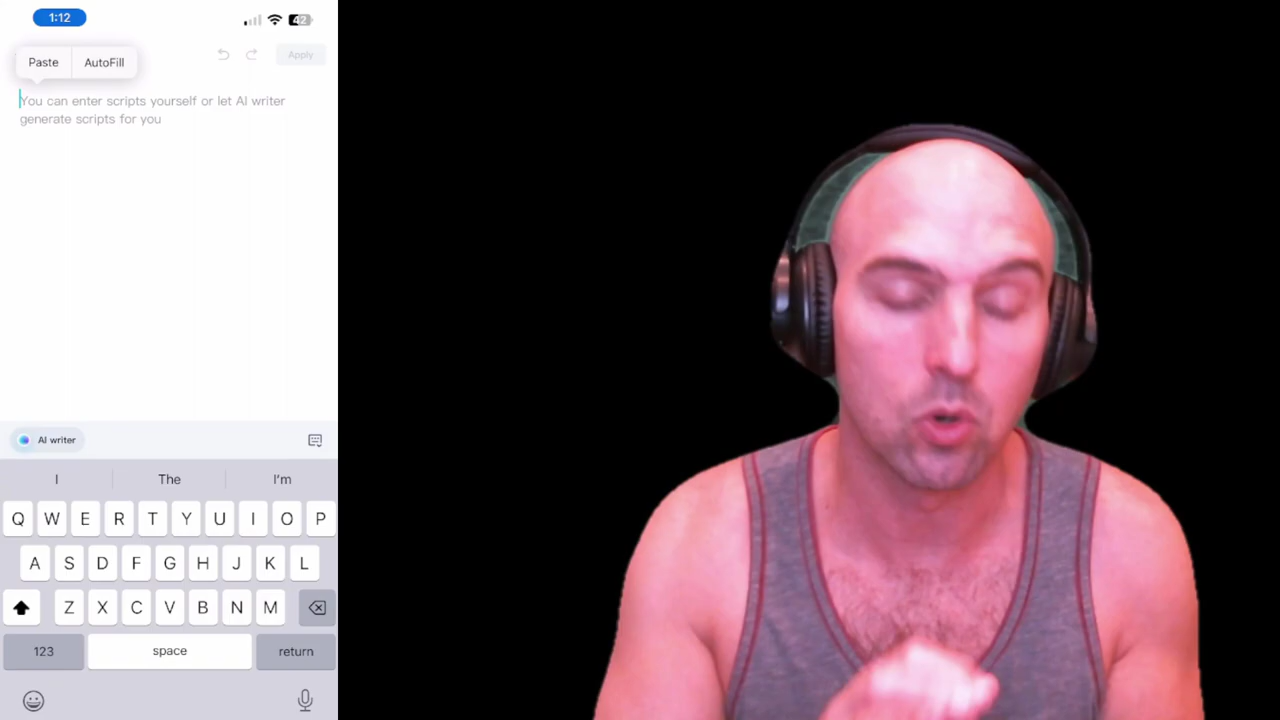 1:12
42
Paste AutoFill
Apply
You can enter scripts yourself or let AI writer
generate scripts for you
AI writer
I The I'm
Q W E R T Y U I O P
A S D F G H J K L
Z X C V B N M
123 space return